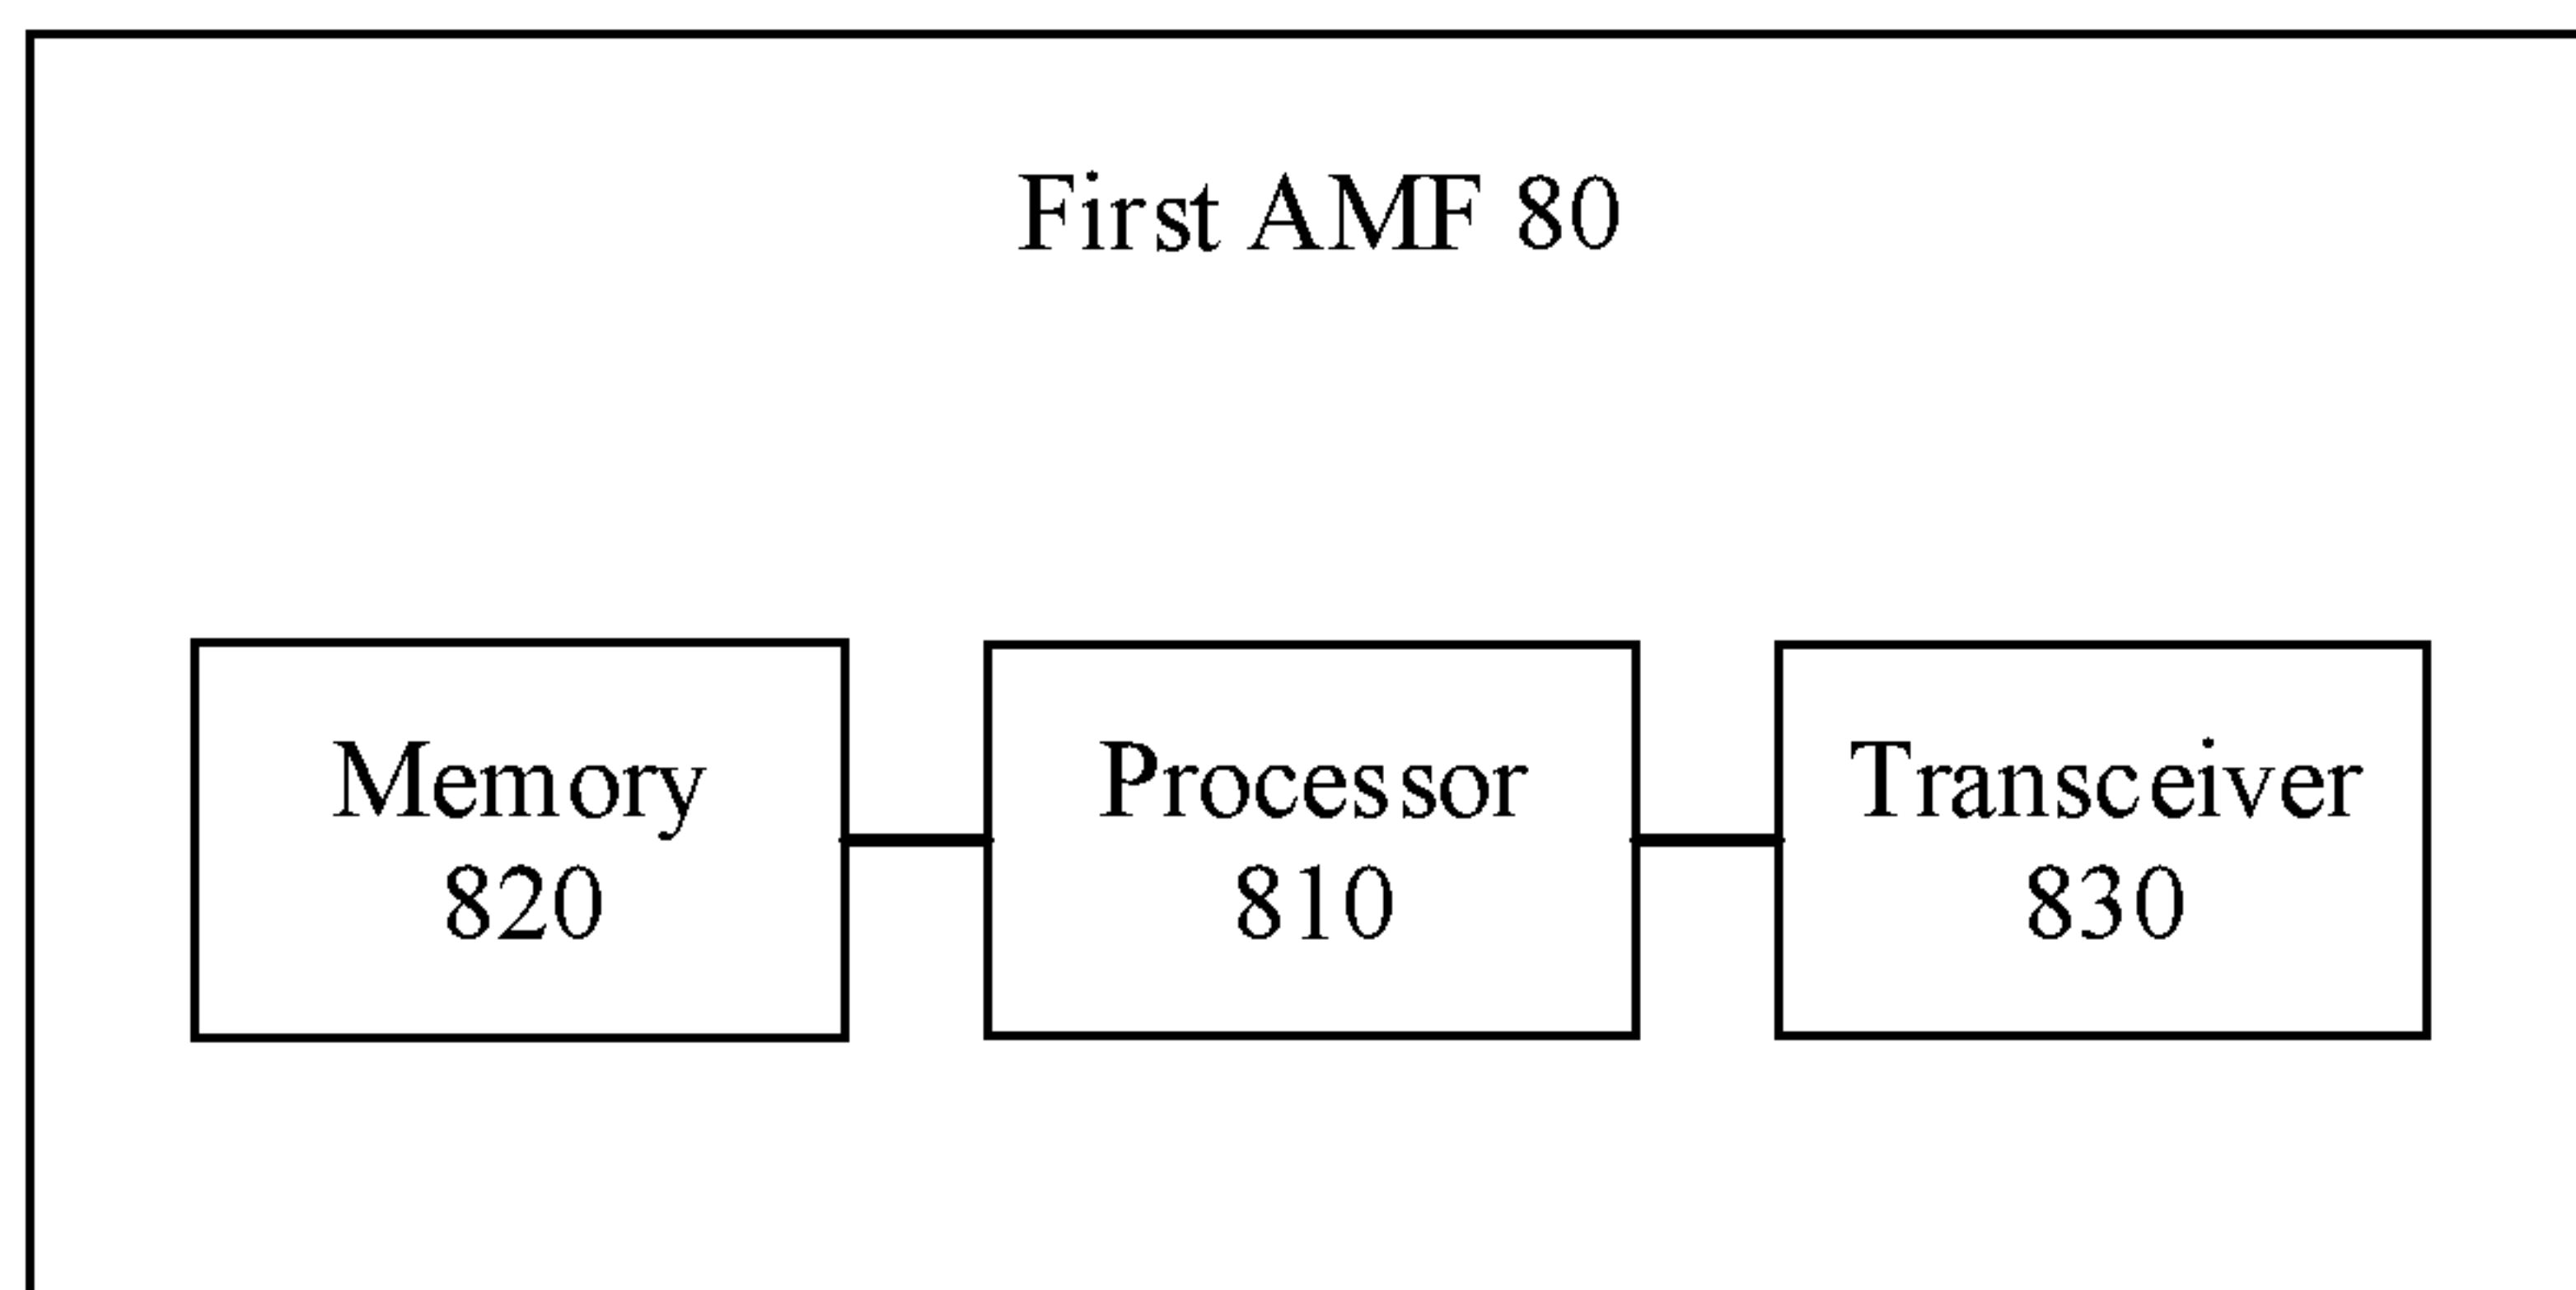 First AMF 80
Memory
820
Processor
810
Transceiver
830